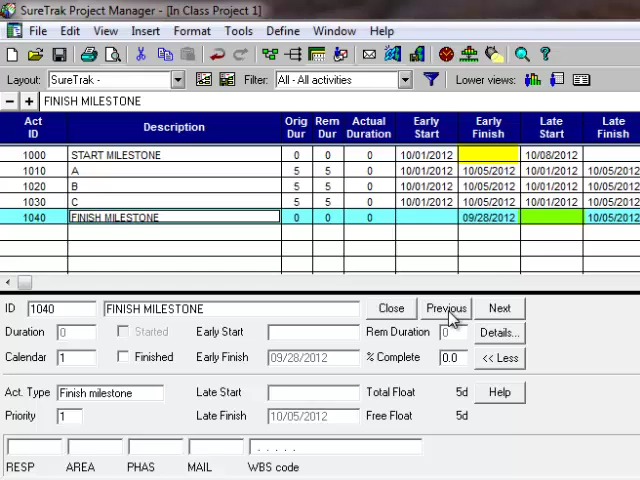 SureTrak Project Manager - [In Class Project 1]
File Edit View Insert Format Tools Define Window Help
Layout: SureTrak - Filter: All - All activities Lower views:
FINISH MILESTONE
Act ID Description Orig Dur Rem Dur Actual Duration Early Start Early Finish Late Start Late Finish
1000 START MILESTONE 0 0 0 10/01/2012 10/08/2012
1010 A 5 5 0 10/01/2012 10/05/2012 10/01/2012 10/05/2012
1020 B 5 5 0 10/01/2012 10/05/2012 10/01/2012 10/05/2012
1030 C 5 5 0 10/01/2012 10/05/2012 10/01/2012 10/05/2012
1040 FINISH MILESTONE 0 0 0 09/28/2012 10/05/2012
ID 1040 FINISH MILESTONE Close Previous Next
Duration 0 Started Early Start Rem Duration 0 Details...
Calendar 1 Finished Early Finish 09/28/2012 % Complete 0.0 << Less
Act. Type Finish milestone Late Start Total Float 5d Help
Priority 1 Late Finish 10/05/2012 Free Float 5d
. . . . .
RESP AREA PHAS MAIL WBS code